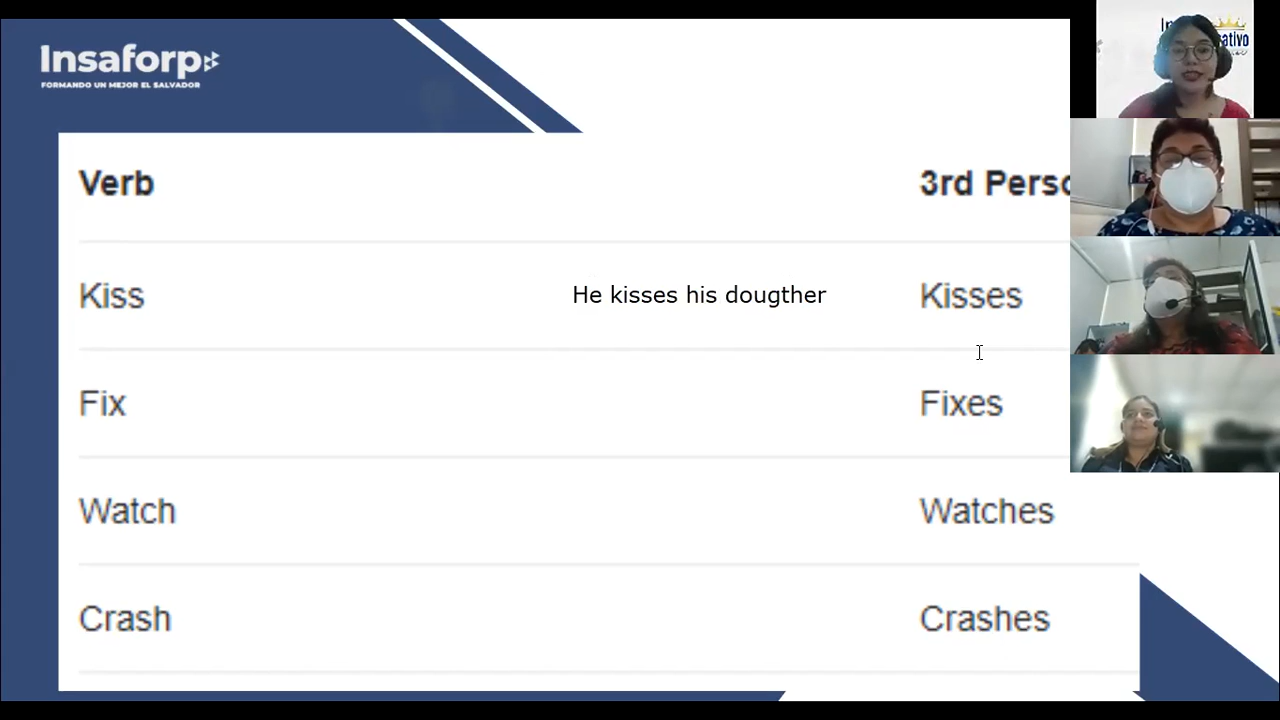 Insaforp
FORMANDO UN MEJOR EL SALVADOR
Verb
3rd
Kiss
He kisses his dougther
Kisses
Fix
Fixes
Watch
Watches
Crash
Crashes